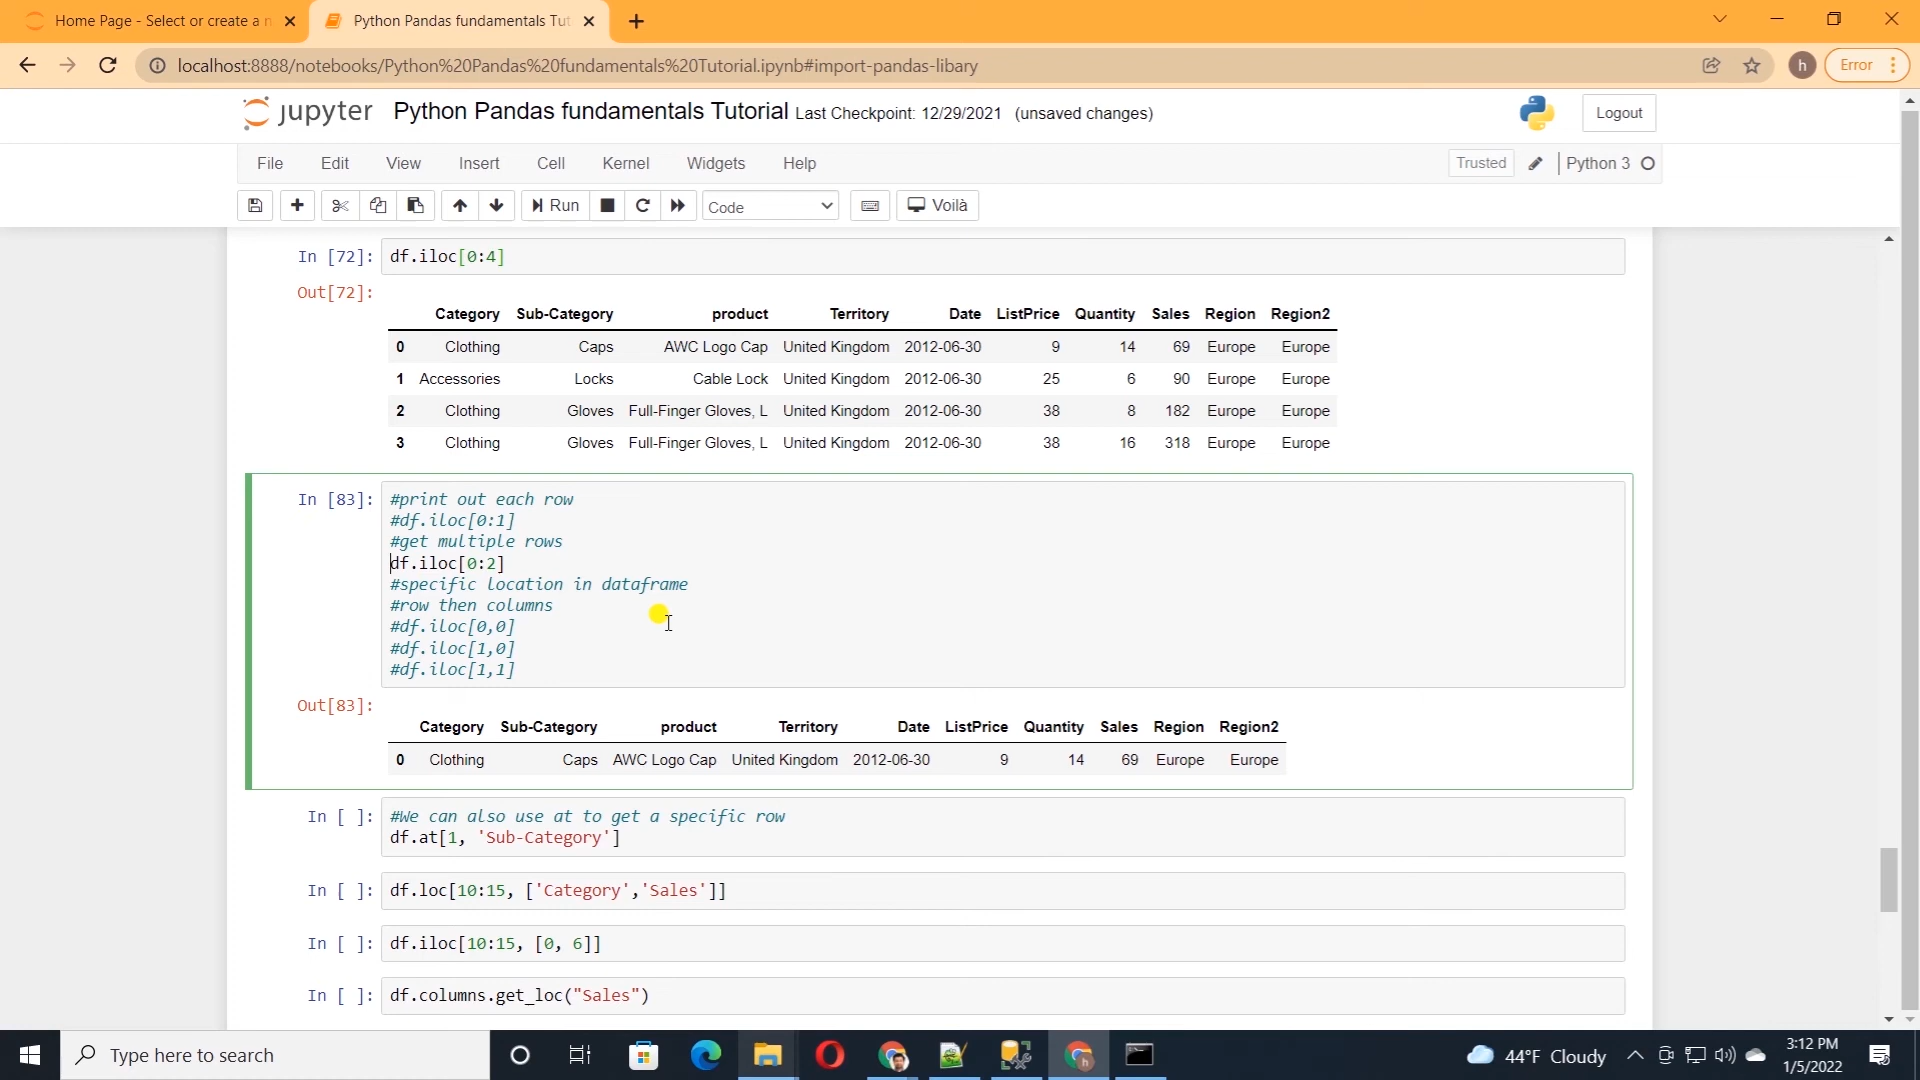 Home Page - Select or create a n
Python Pandas fundamentals Tut
localhost:8888/notebooks/Python%20Pandas%20fundamentals%20Tutorial.ipynb#import-pandas-libary
h
Error
jupyter Python Pandas fundamentals Tutorial Last Checkpoint: 12/29/2021 (unsaved changes)
Logout
File Edit View Insert Cell Kernel Widgets Help
Trusted Python 3
Run Code Voilà
In [72]: df.iloc[0:4]
Out[72]:
Category Sub-Category product Territory Date ListPrice Quantity Sales Region Region2
0 Clothing Caps AWC Logo Cap United Kingdom 2012-06-30 9 14 69 Europe Europe
1 Accessories Locks Cable Lock United Kingdom 2012-06-30 25 6 90 Europe Europe
2 Clothing Gloves Full-Finger Gloves, L United Kingdom 2012-06-30 38 8 182 Europe Europe
3 Clothing Gloves Full-Finger Gloves, L United Kingdom 2012-06-30 38 16 318 Europe Europe
In [83]: #print out each row
#df.iloc[0:1]
#get multiple rows
df.iloc[0:2]
#specific location in dataframe
#row then columns
#df.iloc[0,0]
#df.iloc[1,0]
#df.iloc[1,1]
Out[83]:
Category Sub-Category product Territory Date ListPrice Quantity Sales Region Region2
0 Clothing Caps AWC Logo Cap United Kingdom 2012-06-30 9 14 69 Europe Europe
In [ ]: #We can also use at to get a specific row
df.at[1, 'Sub-Category']
In [ ]: df.loc[10:15, ['Category','Sales']]
In [ ]: df.iloc[10:15, [0, 6]]
In [ ]: df.columns.get_loc("Sales")
Type here to search
44°F Cloudy
3:12 PM
1/5/2022